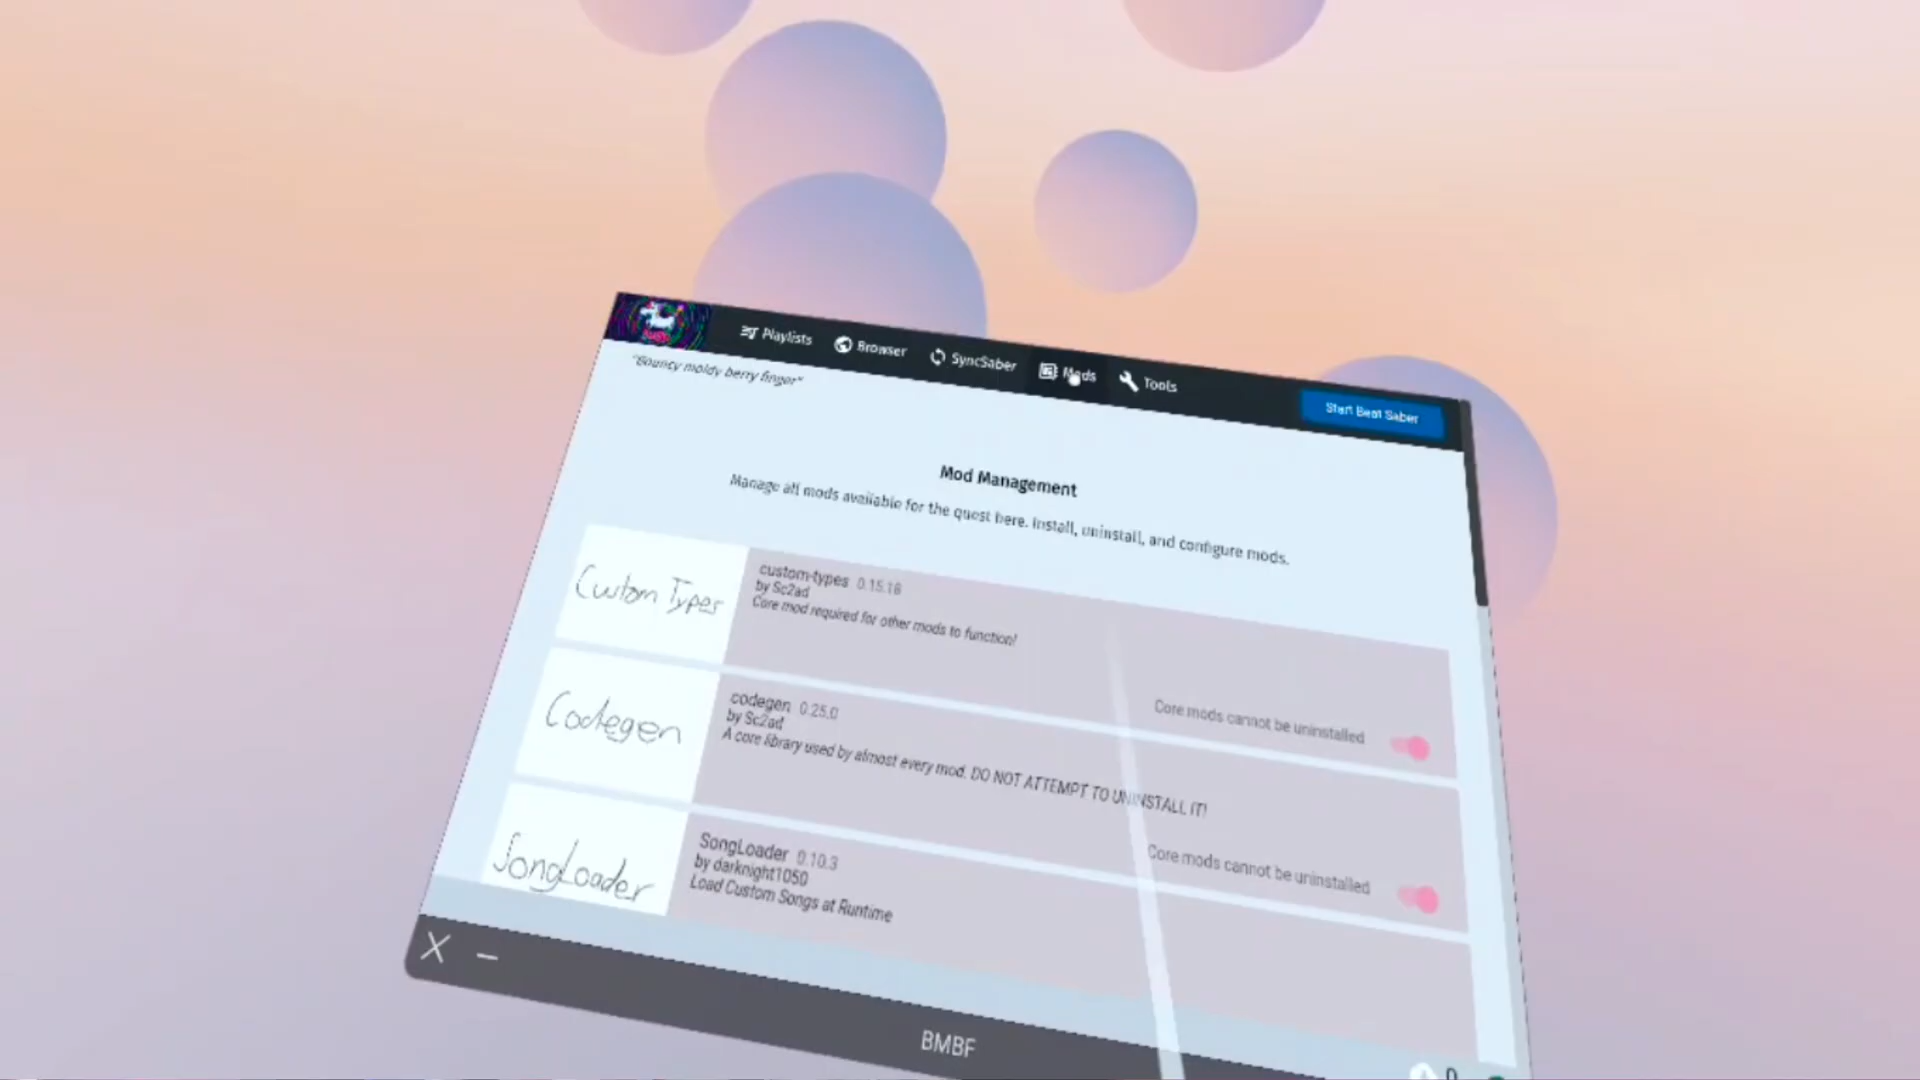 Playlists
Browser
SyncSaber
Mods
Tools
Start Beat Saber
"Bouncy moldy berry finger"
Mod Management
Manage all mods available for the quest here. Install, uninstall, and configure mods.
Custom Types
custom-types 0.15.18
by Sc2ad
Core mod required for other mods to function!
Core mods cannot be uninstalled
Codegen
codegen 0.25.0
by Sc2ad
A core library used by almost every mod. DO NOT ATTEMPT TO UNINSTALL IT!
Core mods cannot be uninstalled
SongLoader
SongLoader 0.10.3
by darknight1050
Load Custom Songs at Runtime
BMBF